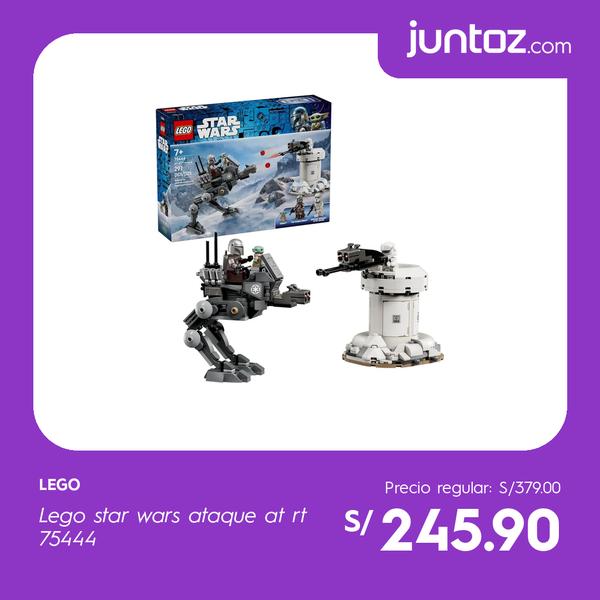 juntoz.com
LEGO
STAR
WARS
7+
75444
LEGO
Precio regular: S/379.00
Lego star wars ataque at rt
75444
S/ 245.90